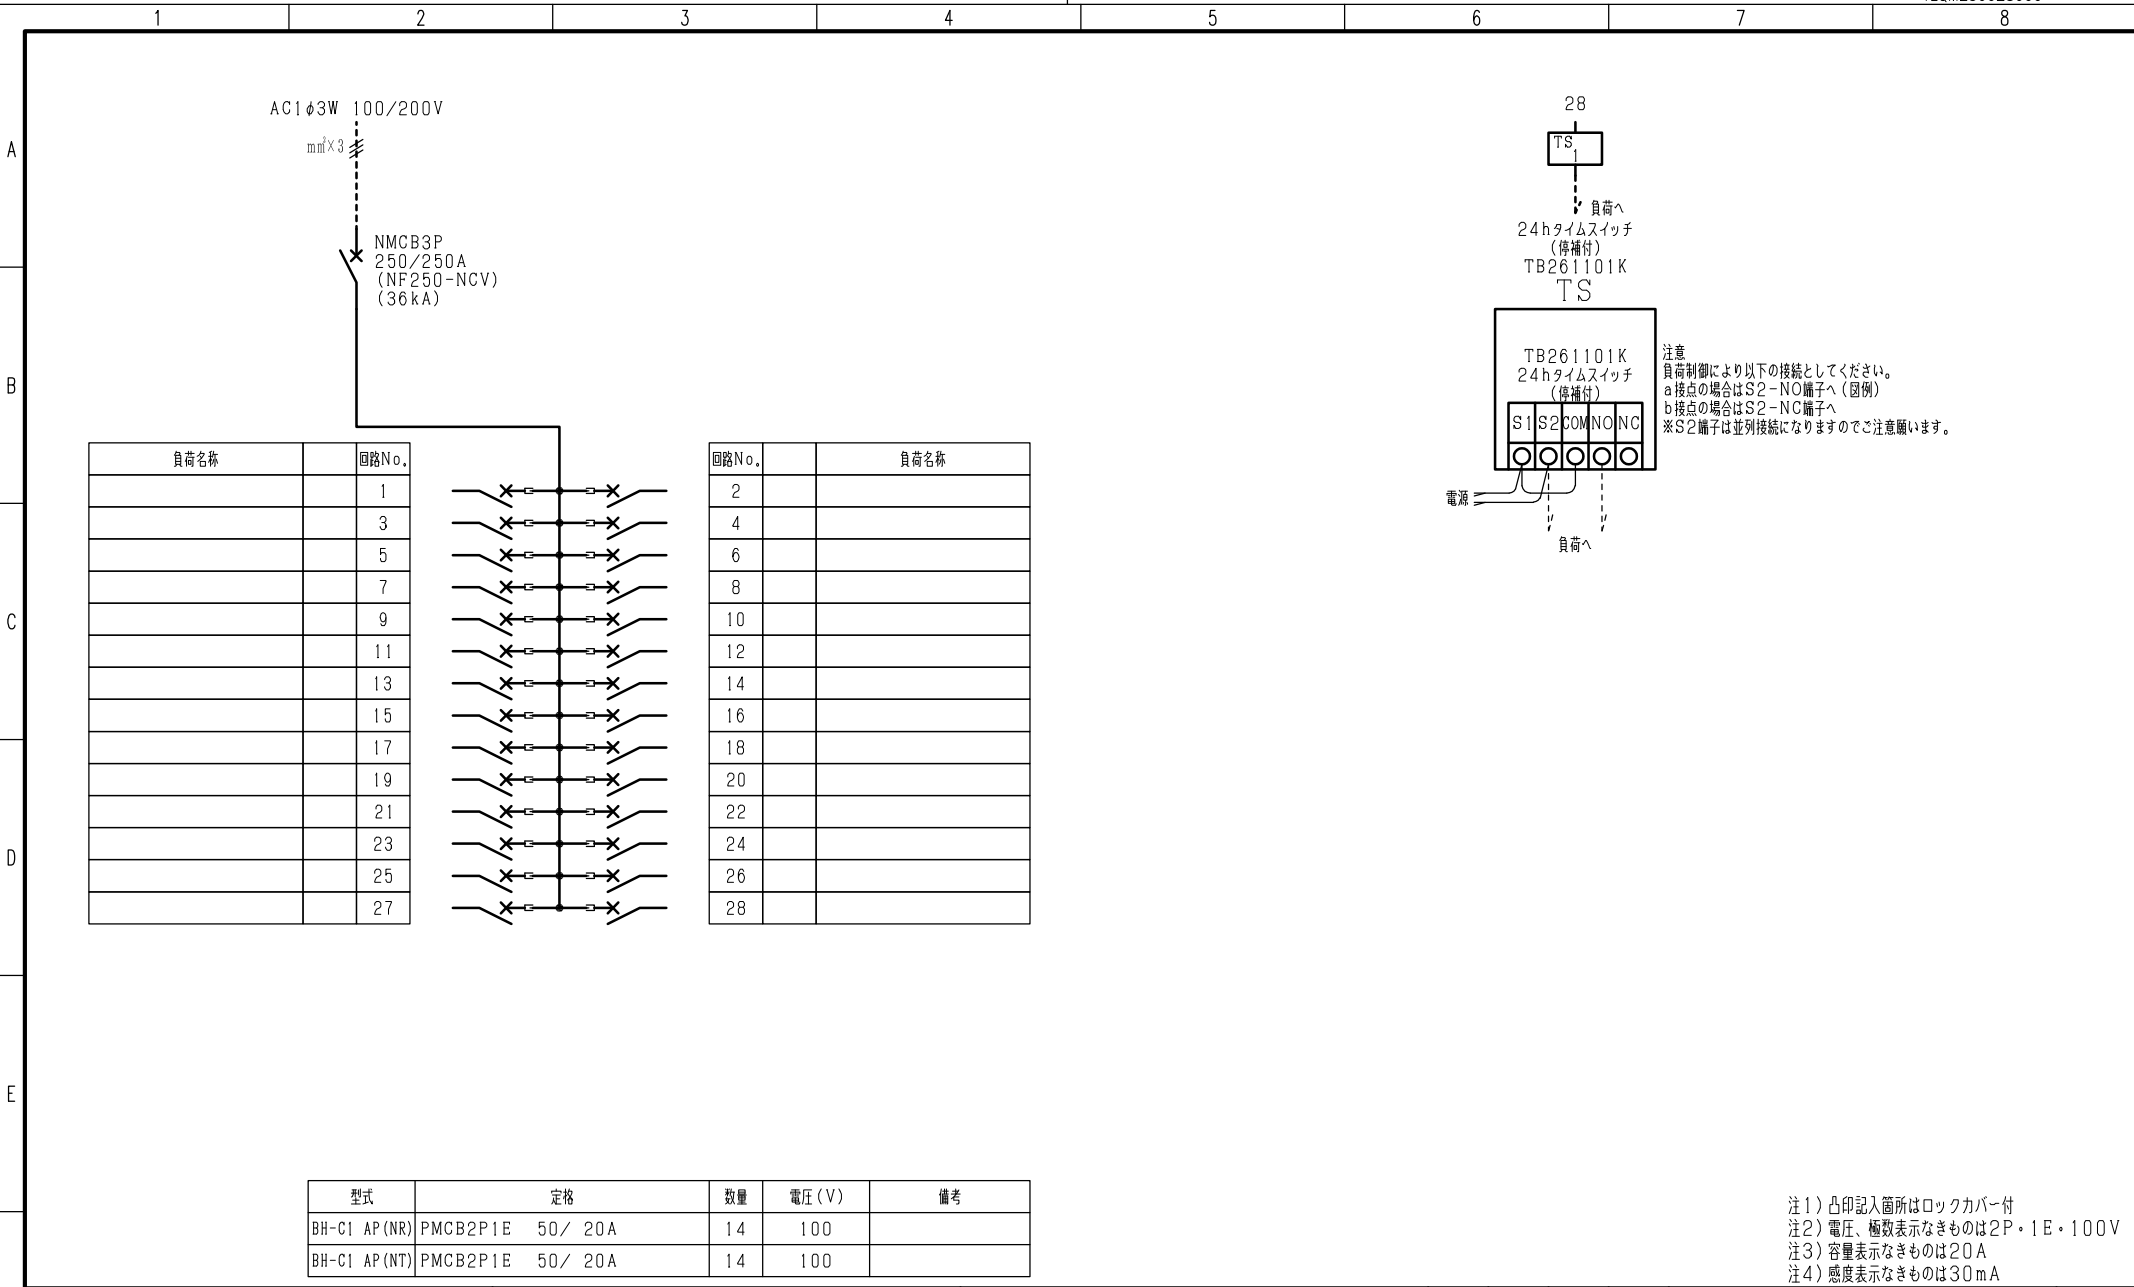 1 2 3 4 5 6 7 8
A
B
C
D
E
AC1φ3W 100/200V
mm²×3
NMCB3P
250/250A
(NF250-NCV)
(36kA)
28
TS
1
負荷へ
24hタイムスイッチ
(停補付)
TB261101K
TS
TB261101K
24hタイムスイッチ
(停補付)
S1 S2 COM NO NC
電源
負荷へ
注意
負荷制御により以下の接続としてください。
a接点の場合はS2-NO端子へ(図例)
b接点の場合はS2-NC端子へ
※S2端子は並列接続になりますのでご注意願います。
負荷名称 回路No. 回路No. 負荷名称
1 2
3 4
5 6
7 8
9 10
11 12
13 14
15 16
17 18
19 20
21 22
23 24
25 26
27 28
型式 定格 数量 電圧(V) 備考
BH-C1 AP(NR) PMCB2P1E 50/ 20A 14 100
BH-C1 AP(NT) PMCB2P1E 50/ 20A 14 100
注1)凸印記入箇所はロックカバー付
注2)電圧、極数表示なきものは2P・1E・100V
注3)容量表示なきものは20A
注4)感度表示なきものは30mA